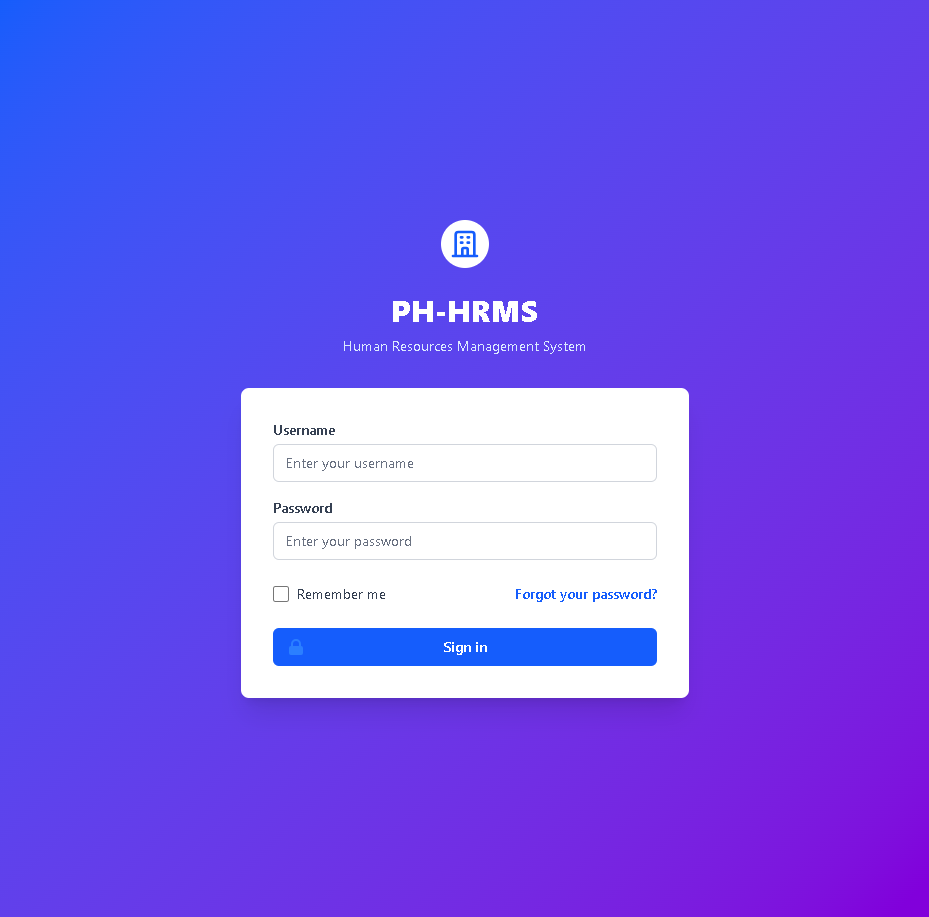 PH-HRMS
Human Resources Management System
Username
Enter your username
Password
Enter your password
Remember me
Forgot your password?
Sign in